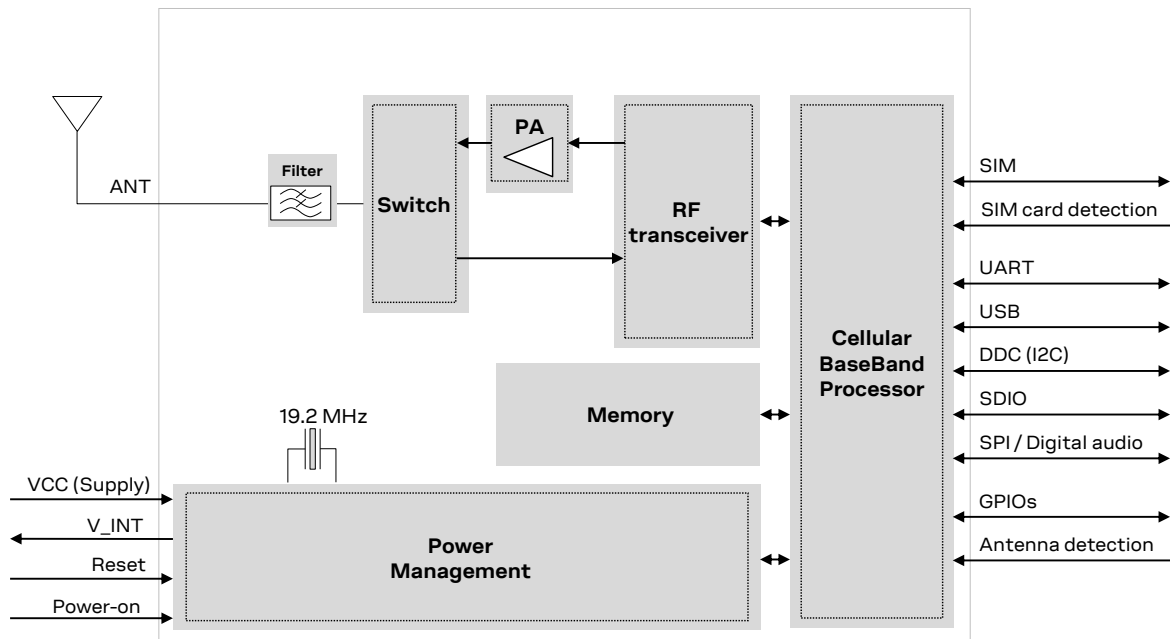 PA
Filter
ANT
Switch
RF
transceiver
SIM
SIM card detection
UART
USB
DDC (I2C)
SDIO
SPI / Digital audio
GPIOs
Antenna detection
Cellular
BaseBand
Processor
Memory
19.2 MHz
VCC (Supply)
V_INT
Reset
Power-on
Power
Management